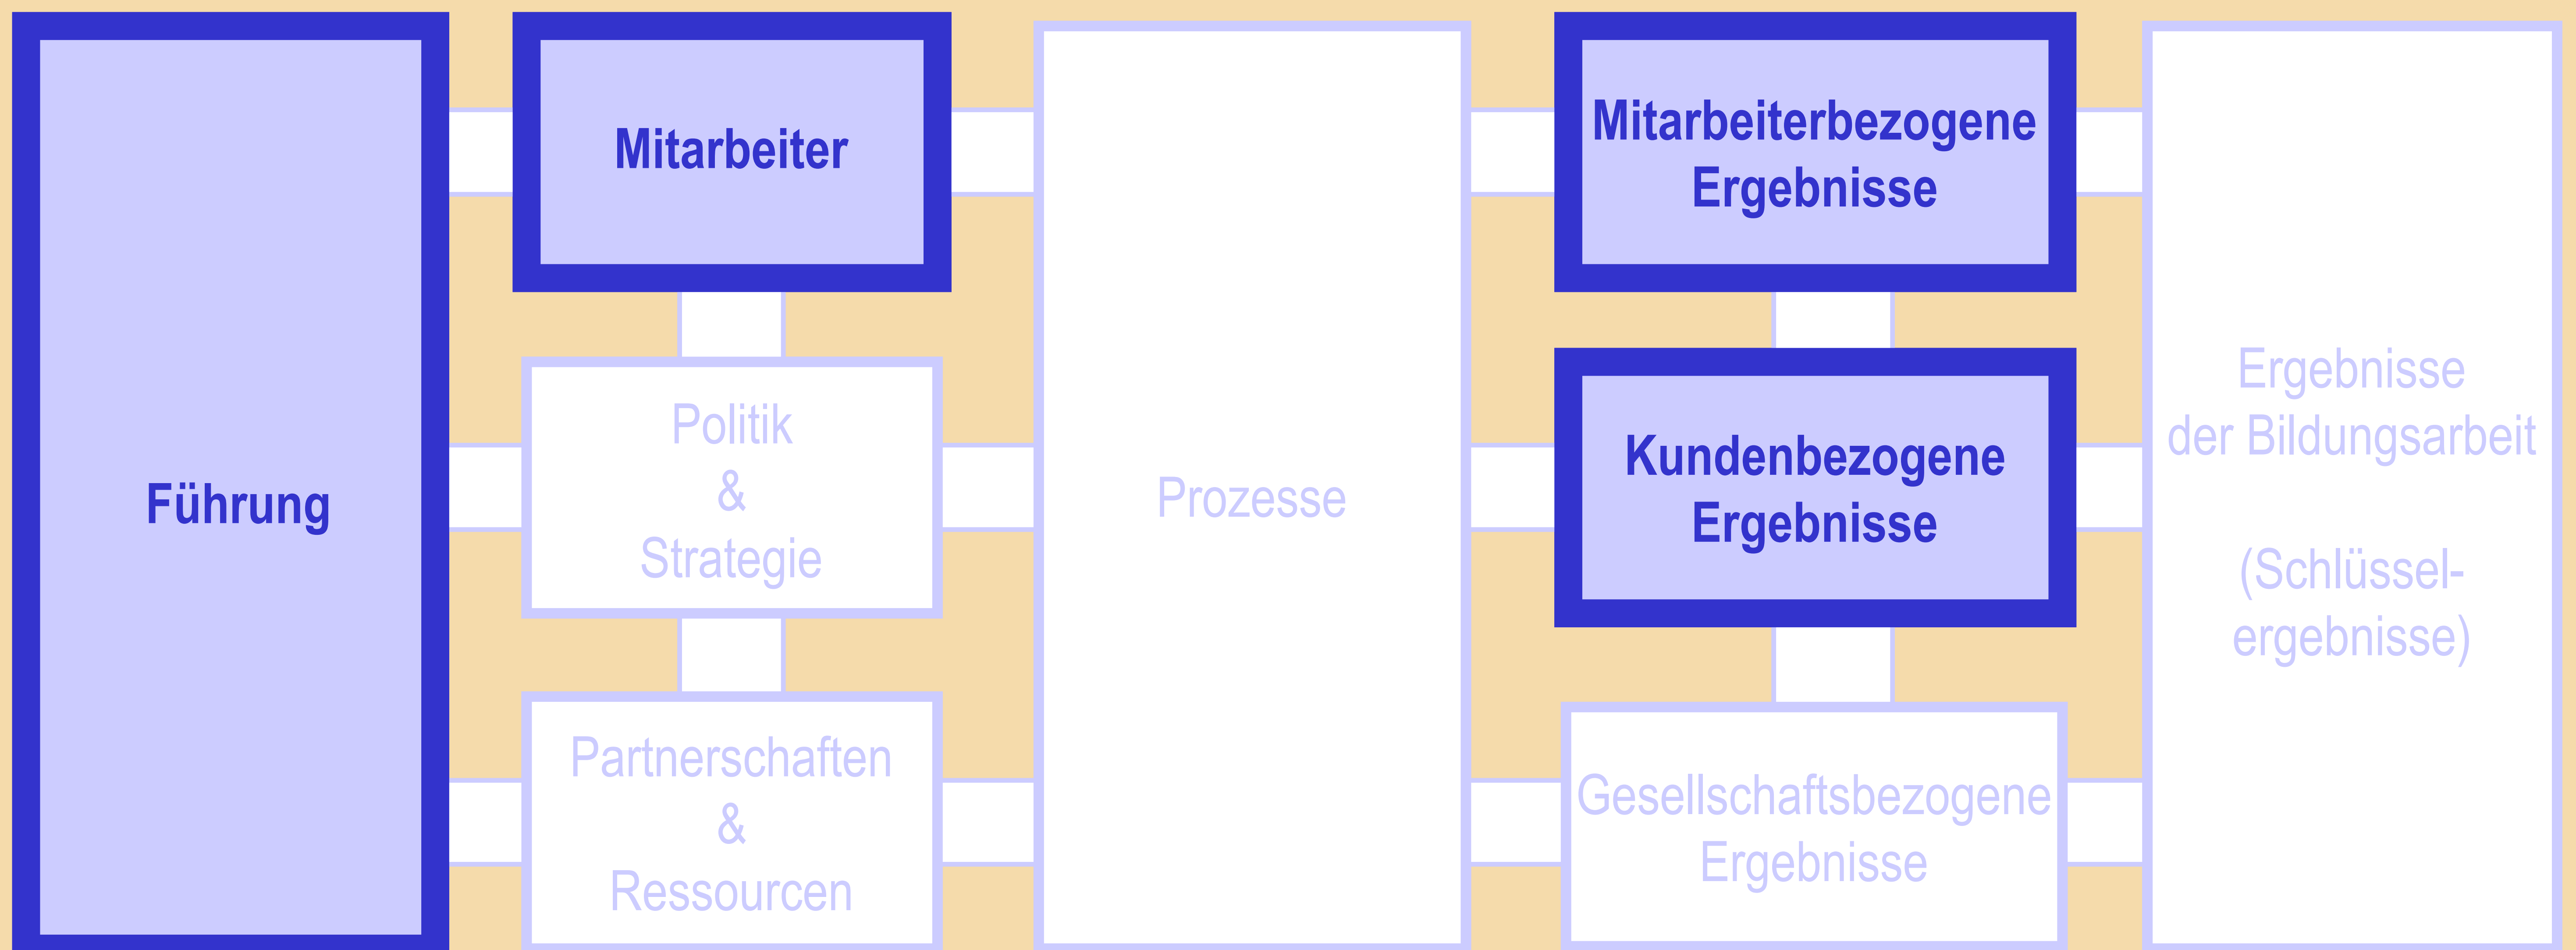 Führung
Mitarbeiter
Politik
&
Strategie
Partnerschaften
&
Ressourcen
Prozesse
Mitarbeiterbezogene
Ergebnisse
Kundenbezogene
Ergebnisse
Gesellschaftsbezogene
Ergebnisse
Ergebnisse
der Bildungsarbeit
(Schlüssel-
ergebnisse)